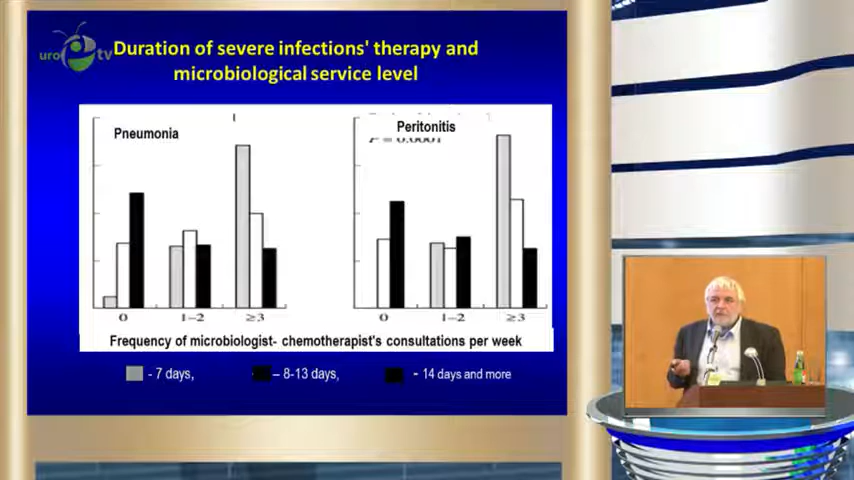 uro tv
Duration of severe infections' therapy and
microbiological service level
Pneumonia
Peritonitis
0
1-2
≥3
0
1-2
≥3
Frequency of microbiologist- chemotherapist's consultations per week
- 7 days,
– 8-13 days,
- 14 days and more